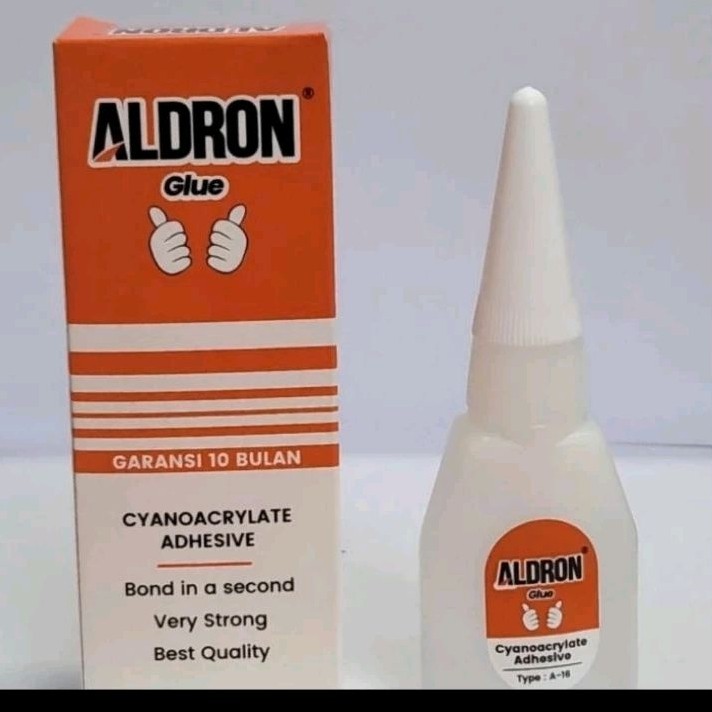 ALDRON
ALDRON®
Glue
GARANSI 10 BULAN
CYANOACRYLATE
ADHESIVE
Bond in a second
Very Strong
Best Quality
ALDRON
Glue
Cyanoacrylate
Adhesive
Type : A-16